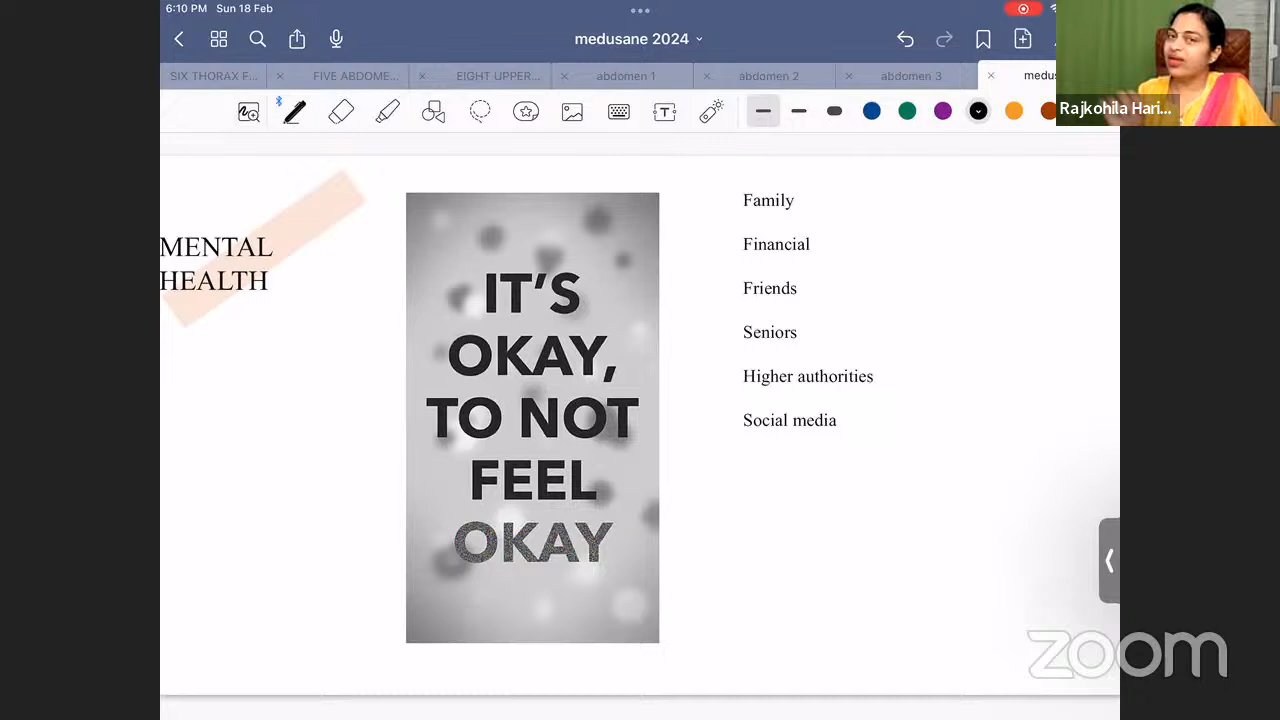 6:10 PM Sun 18 Feb
medusane 2024
SIX THORAX F...
FIVE ABDOME...
EIGHT UPPER...
abdomen 1
abdomen 2
abdomen 3
medus
T
Rajkohila Hari...
MENTAL
HEALTH
IT’S
OKAY,
TO NOT
FEEL
OKAY
Family
Financial
Friends
Seniors
Higher authorities
Social media
zoom